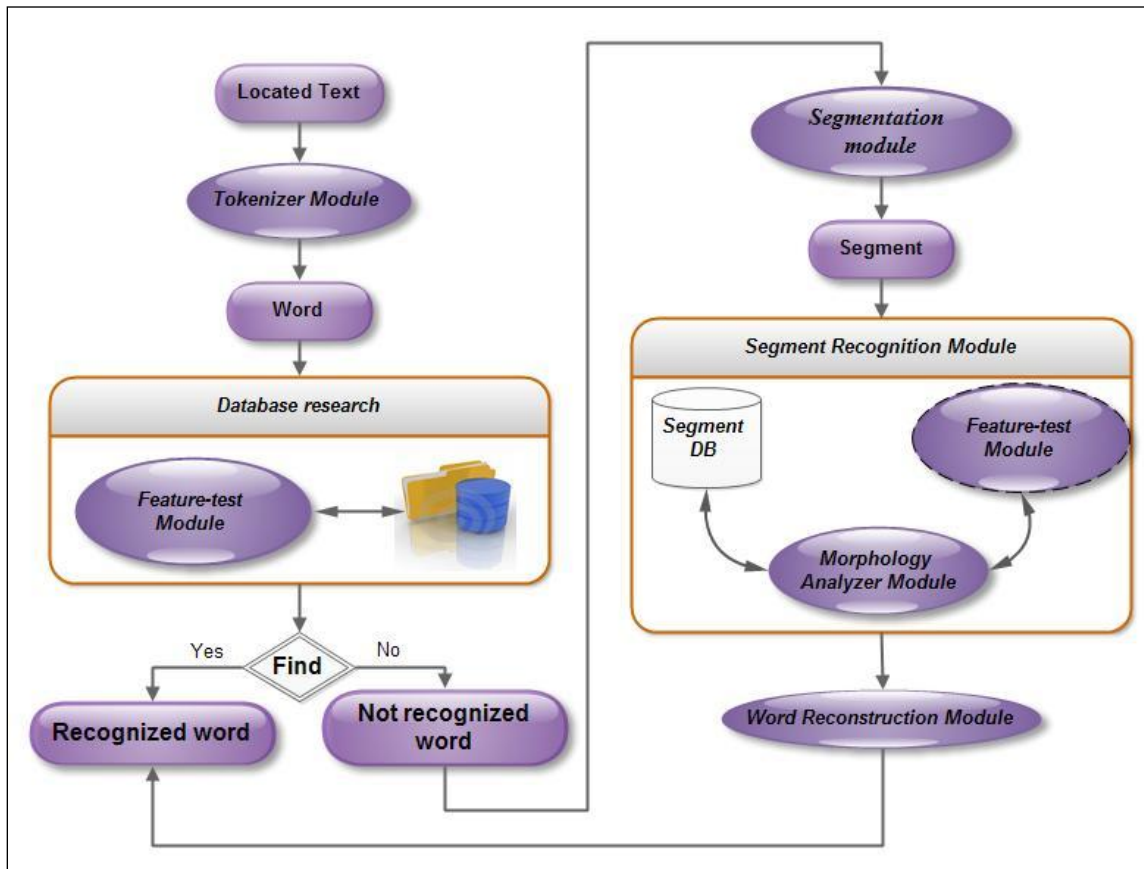 Located Text
Tokenizer Module
Word
Database research
Feature-test
Module
Find
Yes
No
Recognized word
Not recognized
word
Segmentation
module
Segment
Segment Recognition Module
Segment
DB
Feature-test
Module
Morphology
Analyzer Module
Word Reconstruction Module